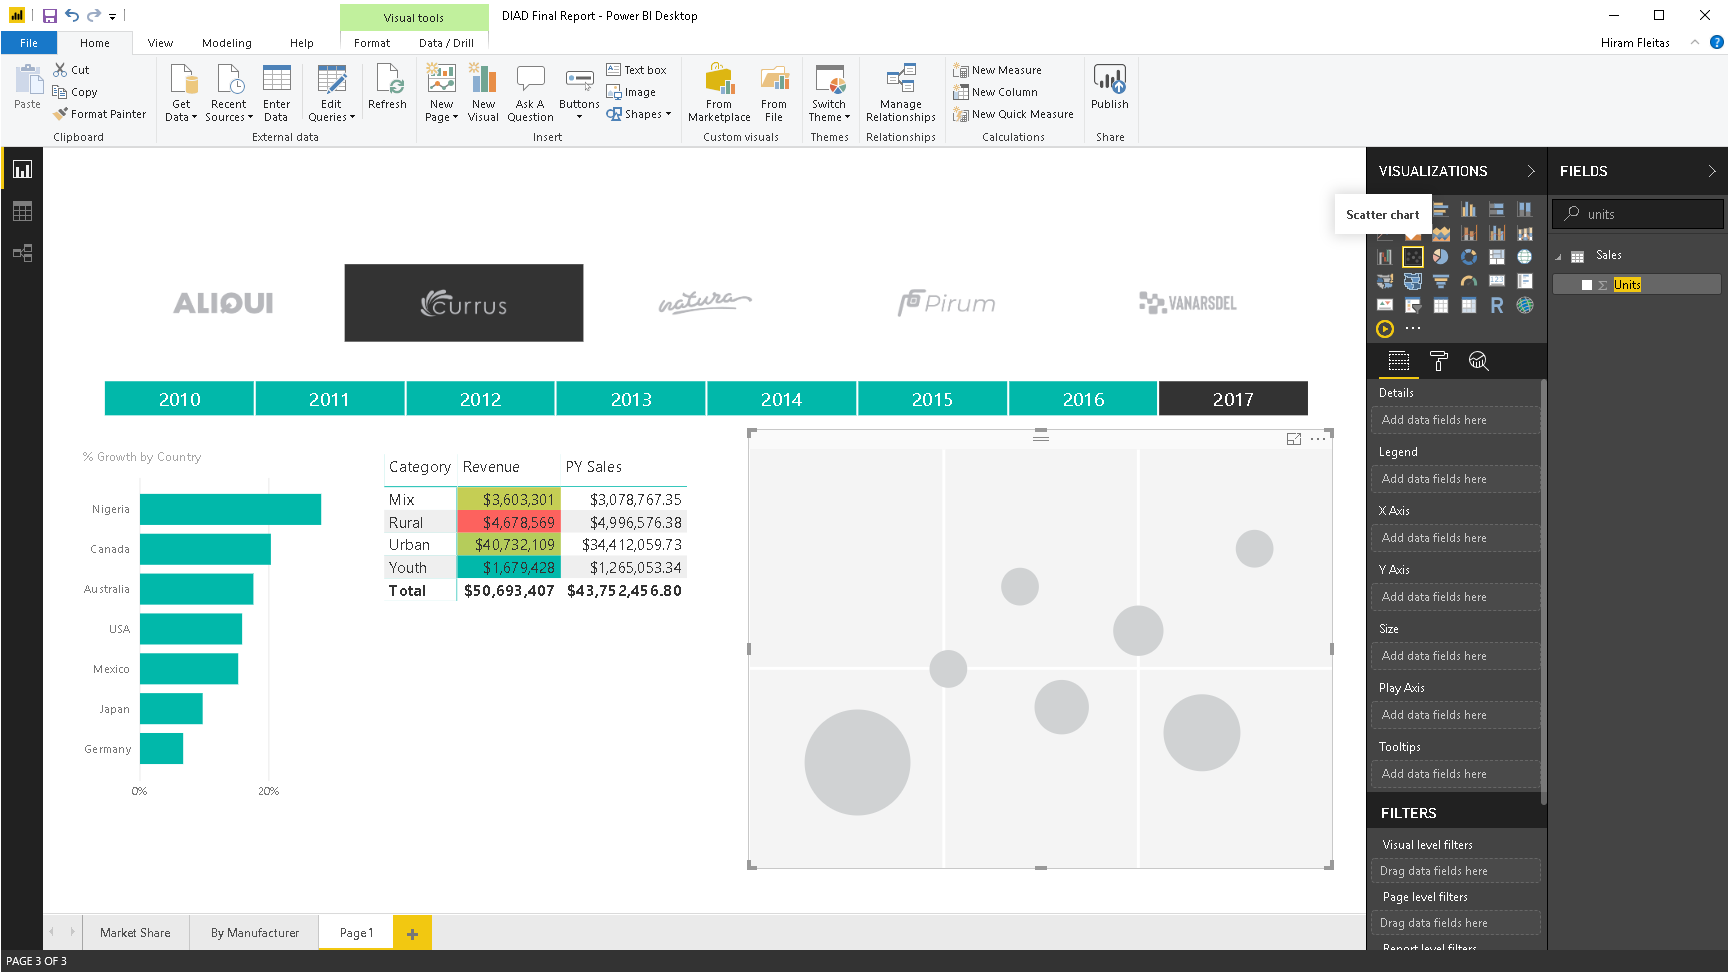 Visual tools
DIAD Final Report - Power BI Desktop
File
Home
View
Modeling
Help
Format
Data / Drill
Hiram Fleitas
Paste
Cut
Copy
Format Painter
Clipboard
Get Data
Recent Sources
Enter Data
Edit Queries
Refresh
External data
New Page
New Visual
Ask A Question
Buttons
Text box
Image
Shapes
Insert
From Marketplace
From File
Custom visuals
Switch Theme
Themes
Manage Relationships
Relationships
New Measure
New Column
New Quick Measure
Calculations
Publish
Share
ALIQUI
currus
natura
Pirum
VANARSDEL
2010 2011 2012 2013 2014 2015 2016 2017
% Growth by Country
Nigeria
Canada
Australia
USA
Mexico
Japan
Germany
0% 20%
Category Revenue PY Sales
Mix $3,603,301 $3,078,767.35
Rural $4,678,569 $4,996,576.38
Urban $40,732,109 $34,412,059.73
Youth $1,679,428 $1,265,053.34
Total $50,693,407 $43,752,456.80
VISUALIZATIONS
Scatter chart
R
Details
Add data fields here
Legend
Add data fields here
X Axis
Add data fields here
Y Axis
Add data fields here
Size
Add data fields here
Play Axis
Add data fields here
Tooltips
Add data fields here
FILTERS
Visual level filters
Drag data fields here
Page level filters
Drag data fields here
Report level filters
FIELDS
units
Sales
Units
Market Share
By Manufacturer
Page 1
PAGE 3 OF 3